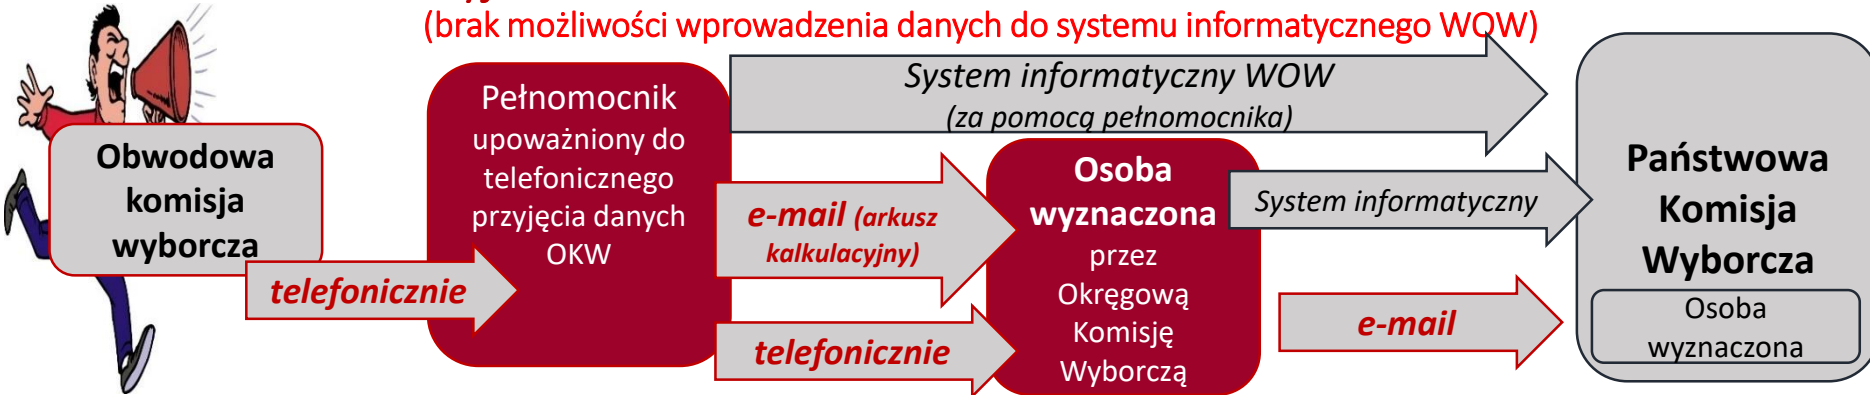 (brak możliwości wprowadzenia danych do systemu informatycznego WOW)
Obwodowa
komisja
wyborcza
telefonicznie
Pełnomocnik
upoważniony do
telefonicznego
przyjęcia danych
OKW
System informatyczny WOW
(za pomocą pełnomocnika)
e-mail (arkusz
kalkulacyjny)
telefonicznie
Osoba
wyznaczona
przez
Okręgową
Komisję
Wyborczą
System informatyczny
e-mail
Państwowa
Komisja
Wyborcza
Osoba
wyznaczona